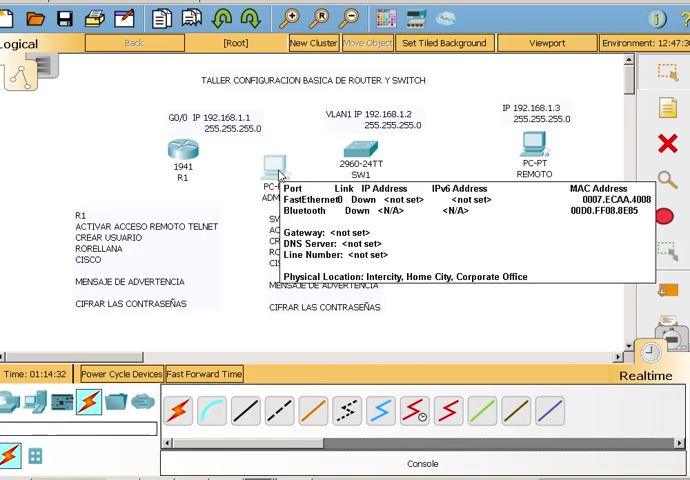 Logical
Back
[Root]
New Cluster
Move Object
Set Tiled Background
Viewport
Environment: 12:47:3
TALLER CONFIGURACION BASICA DE ROUTER Y SWITCH
G0/0 IP 192.168.1.1
255.255.255.0
VLAN1 IP 192.168.1.2
255.255.255.0
IP 192.168.1.3
255.255.255.0
1941
R1
2960-24TT
SW1
PC-PT
REMOTO
Port Link IP Address IPv6 Address MAC Address
FastEthernet0 Down <not set> <not set> 0007.ECAA.4008
Bluetooth Down <N/A> <N/A> 00D0.FF08.8E85
Gateway: <not set>
DNS Server: <not set>
Line Number: <not set>
Physical Location: Intercity, Home City, Corporate Office
R1
ACTIVAR ACCESO REMOTO TELNET
CREAR USUARIO
RORELLANA
CISCO
MENSAJE DE ADVERTENCIA
CIFRAR LAS CONTRASEÑAS
MENSAJE DE ADVERTENCIA
CIFRAR LAS CONTRASEÑAS
Time: 01:14:32
Power Cycle Devices
Fast Forward Time
Realtime
Console